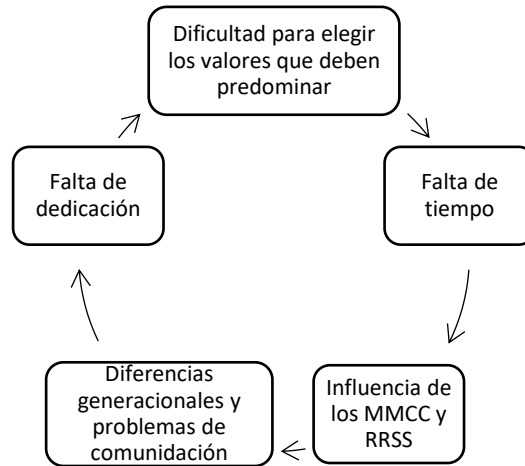 Dificultad para elegir
los valores que deben
predominar
Falta de
dedicación
Falta de
tiempo
Diferencias
generacionales y
problemas de
comunidación
Influencia de
los MMCC y
RRSS